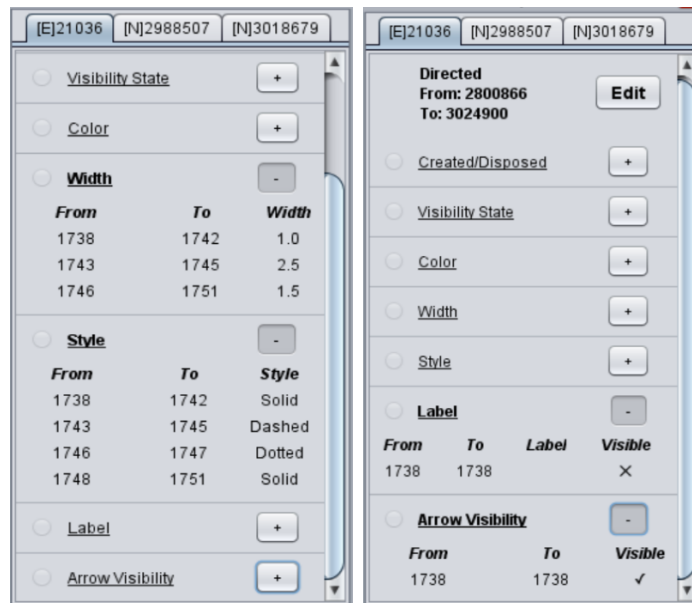 [E]21036 [N]2988507 [N]3018679
Visibility State +
Color +
Width -
From To Width
1738 1742 1.0
1743 1745 2.5
1746 1751 1.5
Style -
From To Style
1738 1742 Solid
1743 1745 Dashed
1746 1747 Dotted
1748 1751 Solid
Label +
Arrow Visibility +
[E]21036 [N]2988507 [N]3018679
Directed
From: 2800866 Edit
To: 3024900
Created/Disposed +
Visibility State +
Color +
Width +
Style +
Label -
From To Label Visible
1738 1738 ✕
Arrow Visibility -
From To Visible
1738 1738 ✓